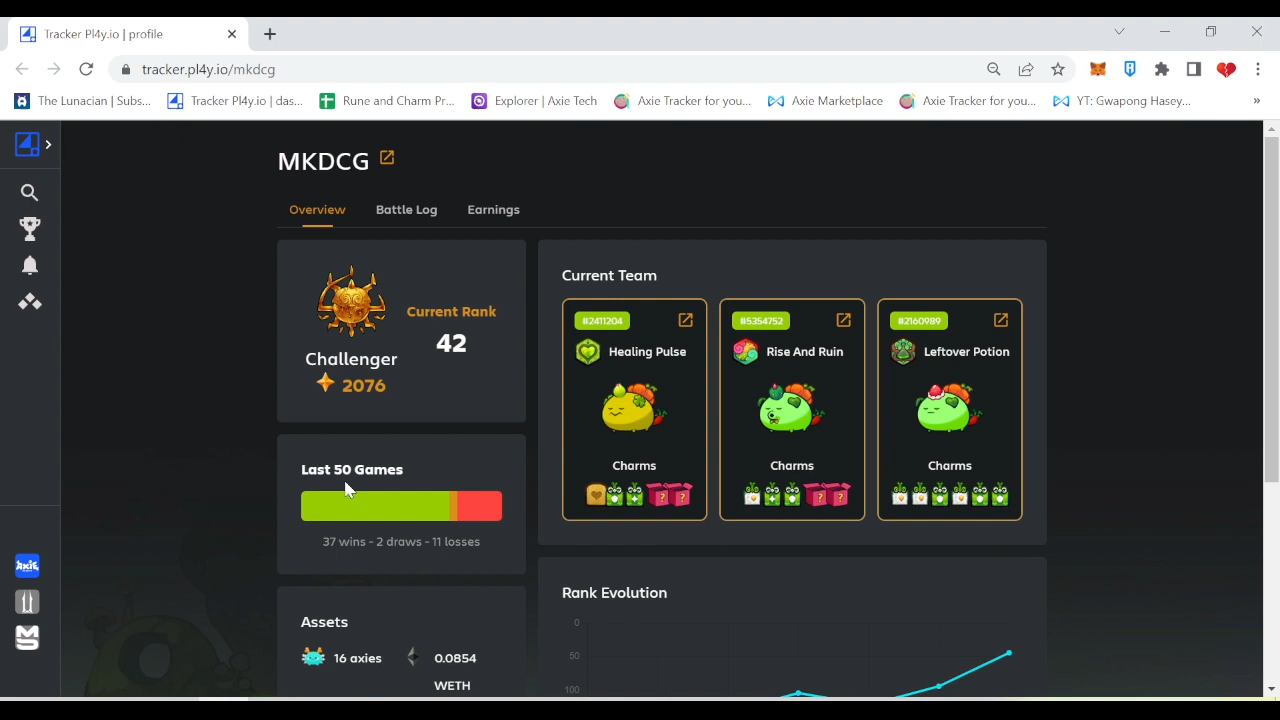 Tracker Pl4y.io | profile
tracker.pl4y.io/mkdcg
The Lunacian | Subs...
Tracker Pl4y.io | das...
Rung and Charm Pr...
Explorer | Axie Tech
Axie Tracker for you...
Axie Marketplace
Axie Tracker for you...
YT: Gwapong Hasey...
»
MKDCG
Overview
Battle Log
Earnings
Challenger
2076
Current Rank
42
Current Team
#2411204
Healing Pulse
Charms
#5354752
Rise And Ruin
Charms
#2160989
Leftover Potion
Charms
Last 50 Games
37 wins - 2 draws - 11 losses
Assets
16 axies
0.0854
WETH
Rank Evolution
0
50
100
axie